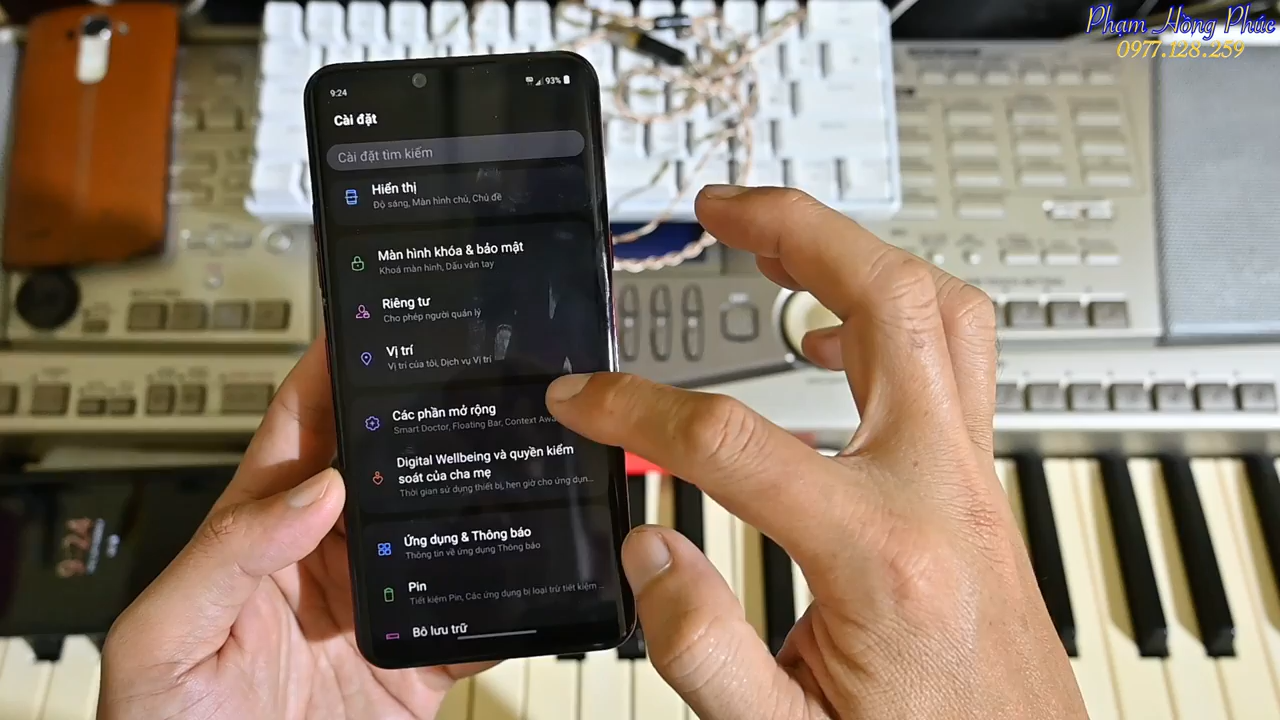 Phạm Hồng Phúc
0977.128.259
9:24
93%
Cài đặt
Cài đặt tìm kiếm
Hiển thị
Độ sáng, Màn hình chủ, Chủ đề
Màn hình khóa & bảo mật
Khoá màn hình, Dấu vân tay
Riêng tư
Cho phép người quản lý
Vị trí
Vị trí của tôi, Dịch vụ Vị trí
Các phần mở rộng
Smart Doctor, Floating Bar, Context
Digital Wellbeing và quyền kiểm
soát của cha mẹ
Thời gian sử dụng thiết bị, hẹn giờ cho ứng dụn...
Ứng dụng & Thông báo
Thông tin về ứng dụng Thông báo
Pin
Tiết kiệm Pin, Các ứng dụng bị loại trừ tiết kiệm ...
Bộ lưu trữ
9:24